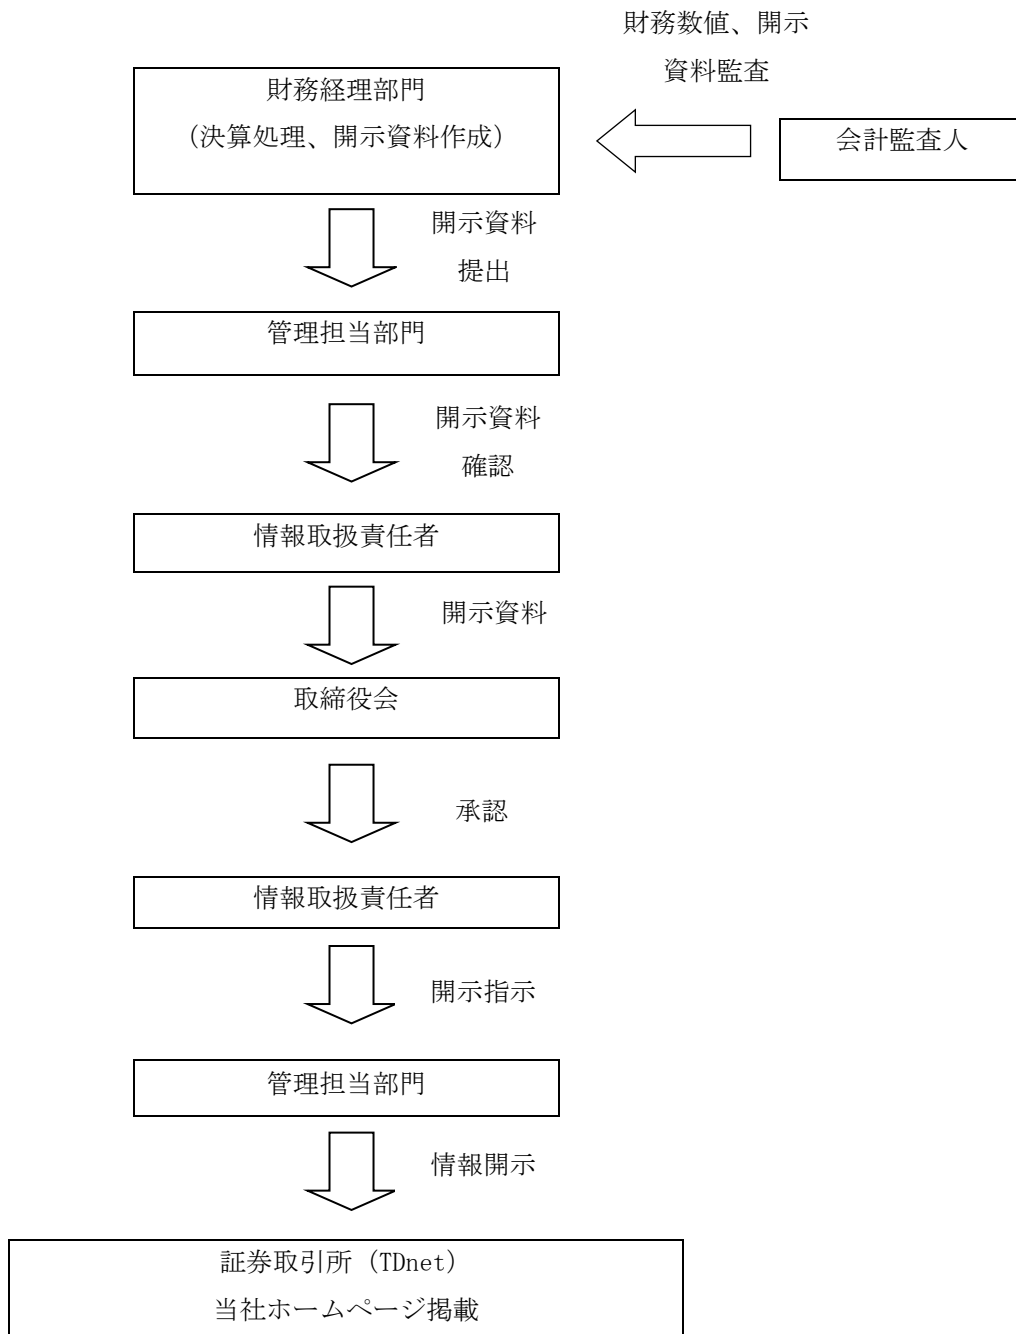 財務数値、開示
資料監査
財務経理部門
(決算処理、開示資料作成)
会計監査人
開示資料
提出
管理担当部門
開示資料
確認
情報取扱責任者
開示資料
取締役会
承認
情報取扱責任者
開示指示
管理担当部門
情報開示
証券取引所（TDnet）
当社ホームページ掲載